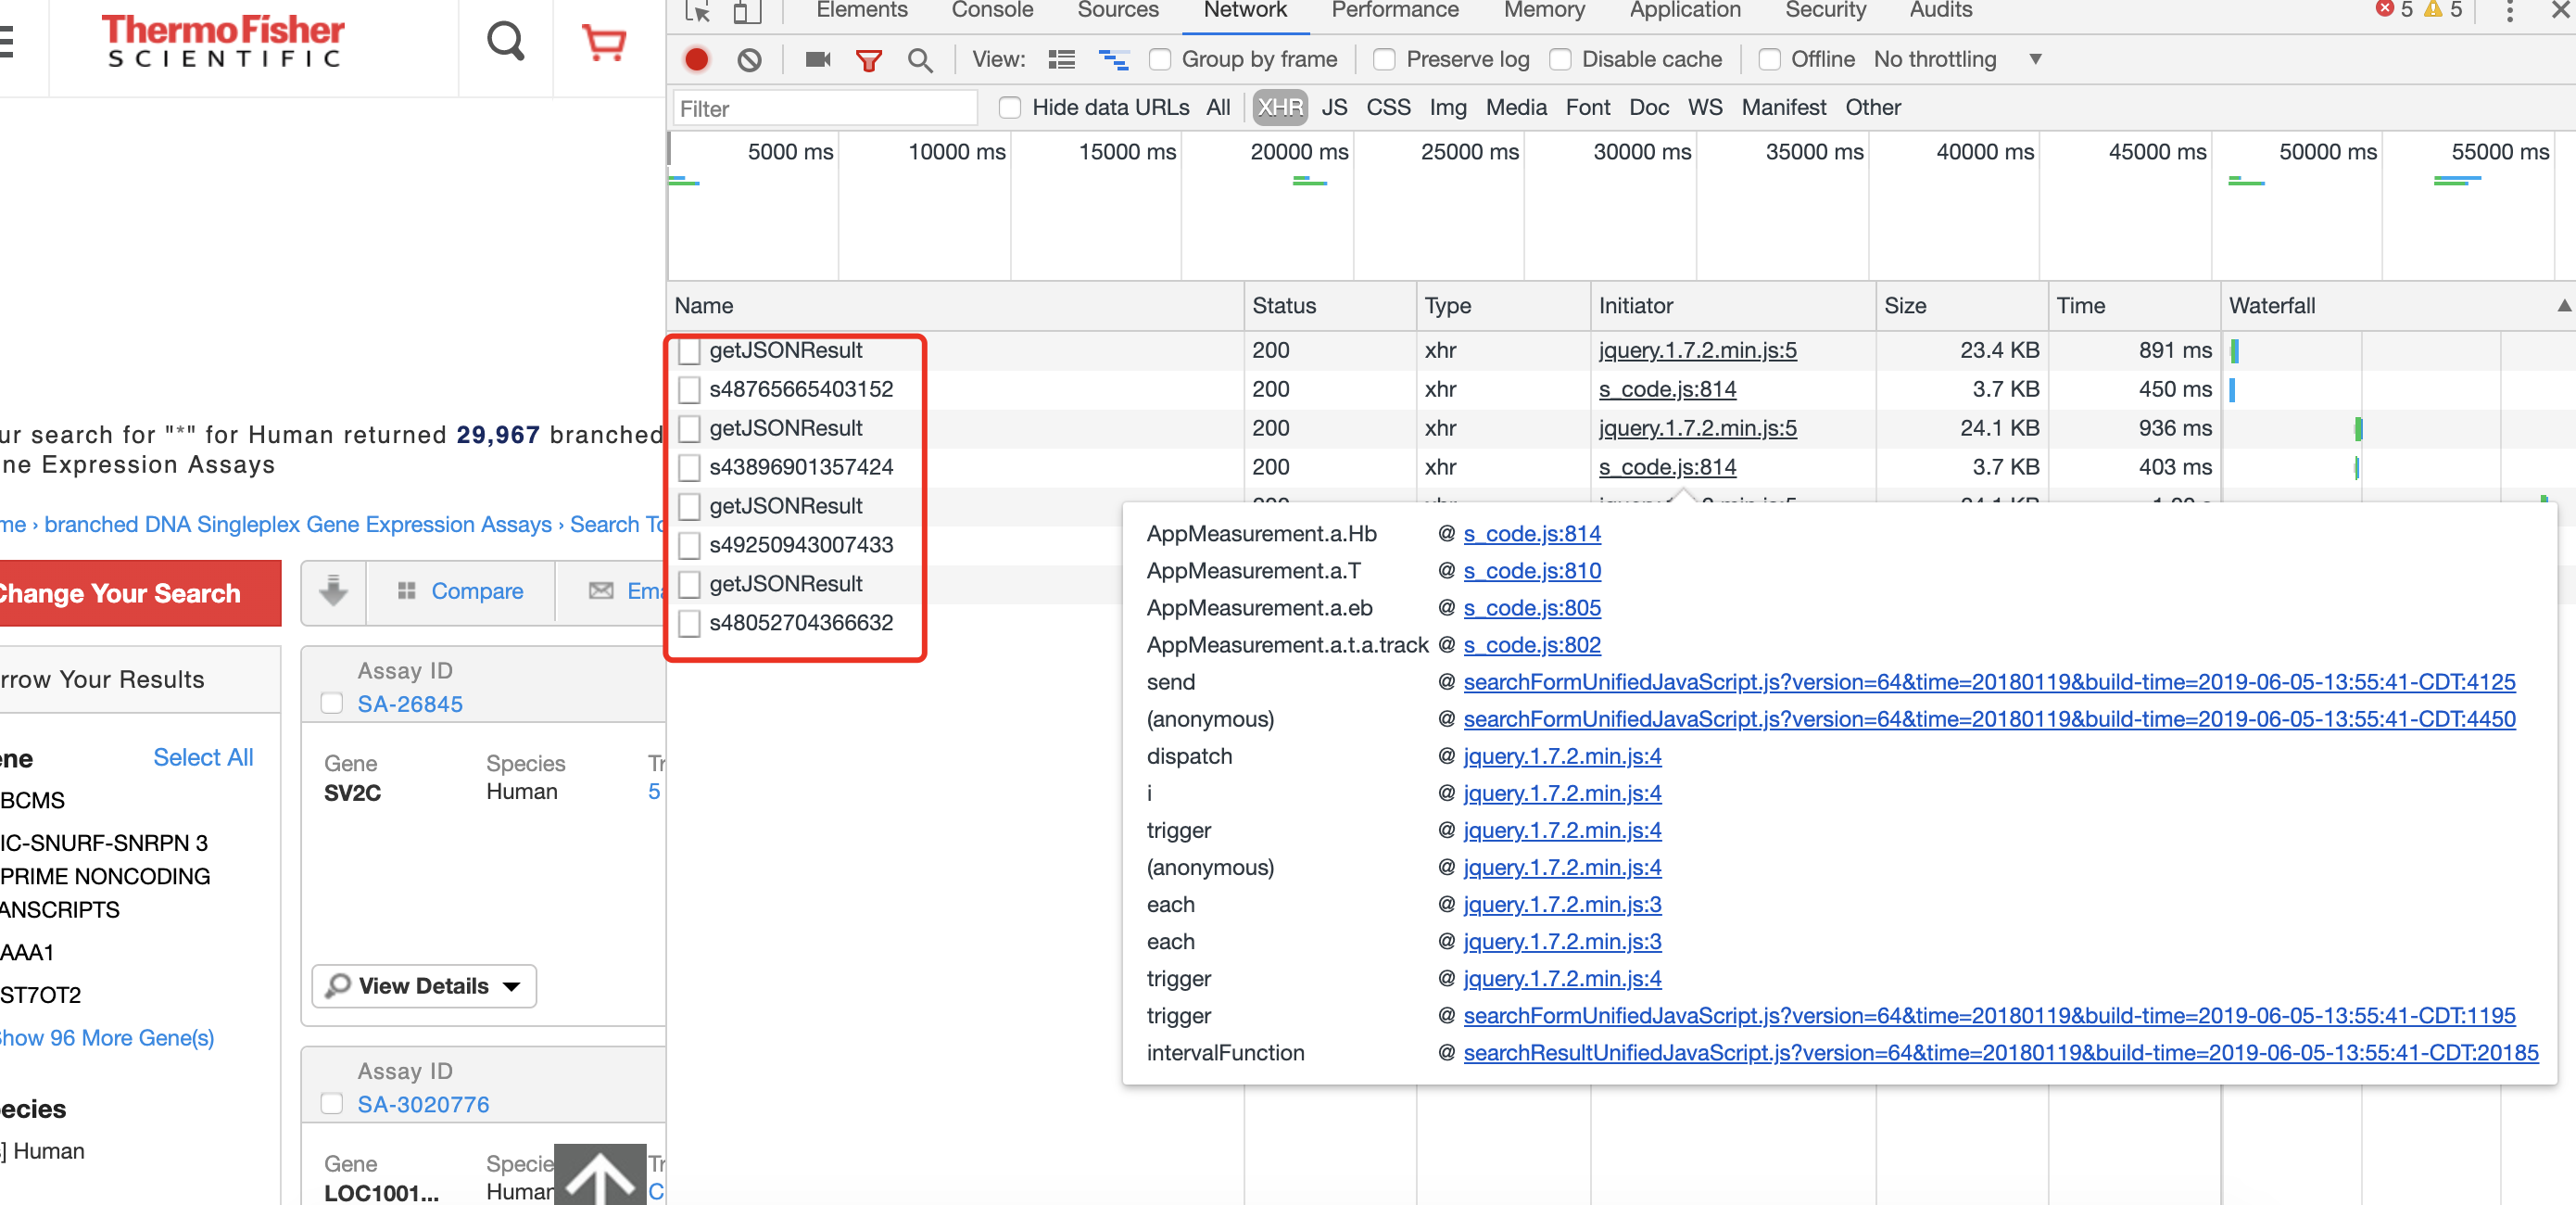 ThermoFisher
SCIENTIFIC
ur search for "*" for Human returned 29,967 branched
ne Expression Assays
me › branched DNA Singleplex Gene Expression Assays › Search To
Change Your Search
Compare
Ema
rrow Your Results
ne
Select All
BCMS
IC-SNURF-SNRPN 3
PRIME NONCODING
ANSCRIPTS
AAA1
ST7OT2
Show 96 More Gene(s)
ecies
] Human
Assay ID
SA-26845
Gene Species Tr
SV2C Human 5
View Details
Assay ID
SA-3020776
Gene Specie Tr
LOC1001... Human C
Elements Console Sources Network Performance Memory Application Security Audits 5 5
View: Group by frame Preserve log Disable cache Offline No throttling
Filter Hide data URLs All XHR JS CSS Img Media Font Doc WS Manifest Other
5000 ms 10000 ms 15000 ms 20000 ms 25000 ms 30000 ms 35000 ms 40000 ms 45000 ms 50000 ms 55000 ms
Name Status Type Initiator Size Time Waterfall
getJSONResult 200 xhr jquery.1.7.2.min.js:5 23.4 KB 891 ms
s48765665403152 200 xhr s_code.js:814 3.7 KB 450 ms
getJSONResult 200 xhr jquery.1.7.2.min.js:5 24.1 KB 936 ms
s43896901357424 200 xhr s_code.js:814 3.7 KB 403 ms
getJSONResult
s49250943007433
getJSONResult
s48052704366632
AppMeasurement.a.Hb @ s_code.js:814
AppMeasurement.a.T @ s_code.js:810
AppMeasurement.a.eb @ s_code.js:805
AppMeasurement.a.t.a.track @ s_code.js:802
send @ searchFormUnifiedJavaScript.js?version=64&time=20180119&build-time=2019-06-05-13:55:41-CDT:4125
(anonymous) @ searchFormUnifiedJavaScript.js?version=64&time=20180119&build-time=2019-06-05-13:55:41-CDT:4450
dispatch @ jquery.1.7.2.min.js:4
i @ jquery.1.7.2.min.js:4
trigger @ jquery.1.7.2.min.js:4
(anonymous) @ jquery.1.7.2.min.js:4
each @ jquery.1.7.2.min.js:3
each @ jquery.1.7.2.min.js:3
trigger @ jquery.1.7.2.min.js:4
trigger @ searchFormUnifiedJavaScript.js?version=64&time=20180119&build-time=2019-06-05-13:55:41-CDT:1195
intervalFunction @ searchResultUnifiedJavaScript.js?version=64&time=20180119&build-time=2019-06-05-13:55:41-CDT:20185